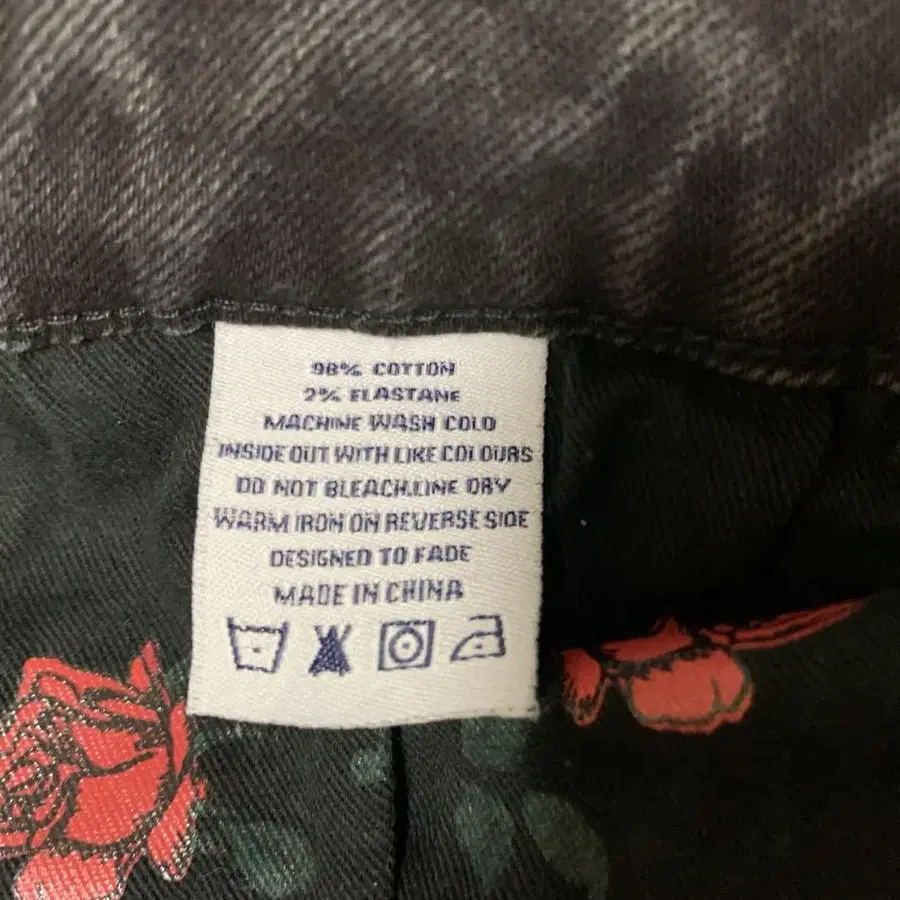 98% COTTON
2% ELASTANE
MACHINE WASH COLD
INSIDE OUT WITH LIKE COLOURS
DO NOT BLEACH.LINE DRY
WARM IRON ON REVERSE SIDE
DESIGNED TO FADE
MADE IN CHINA